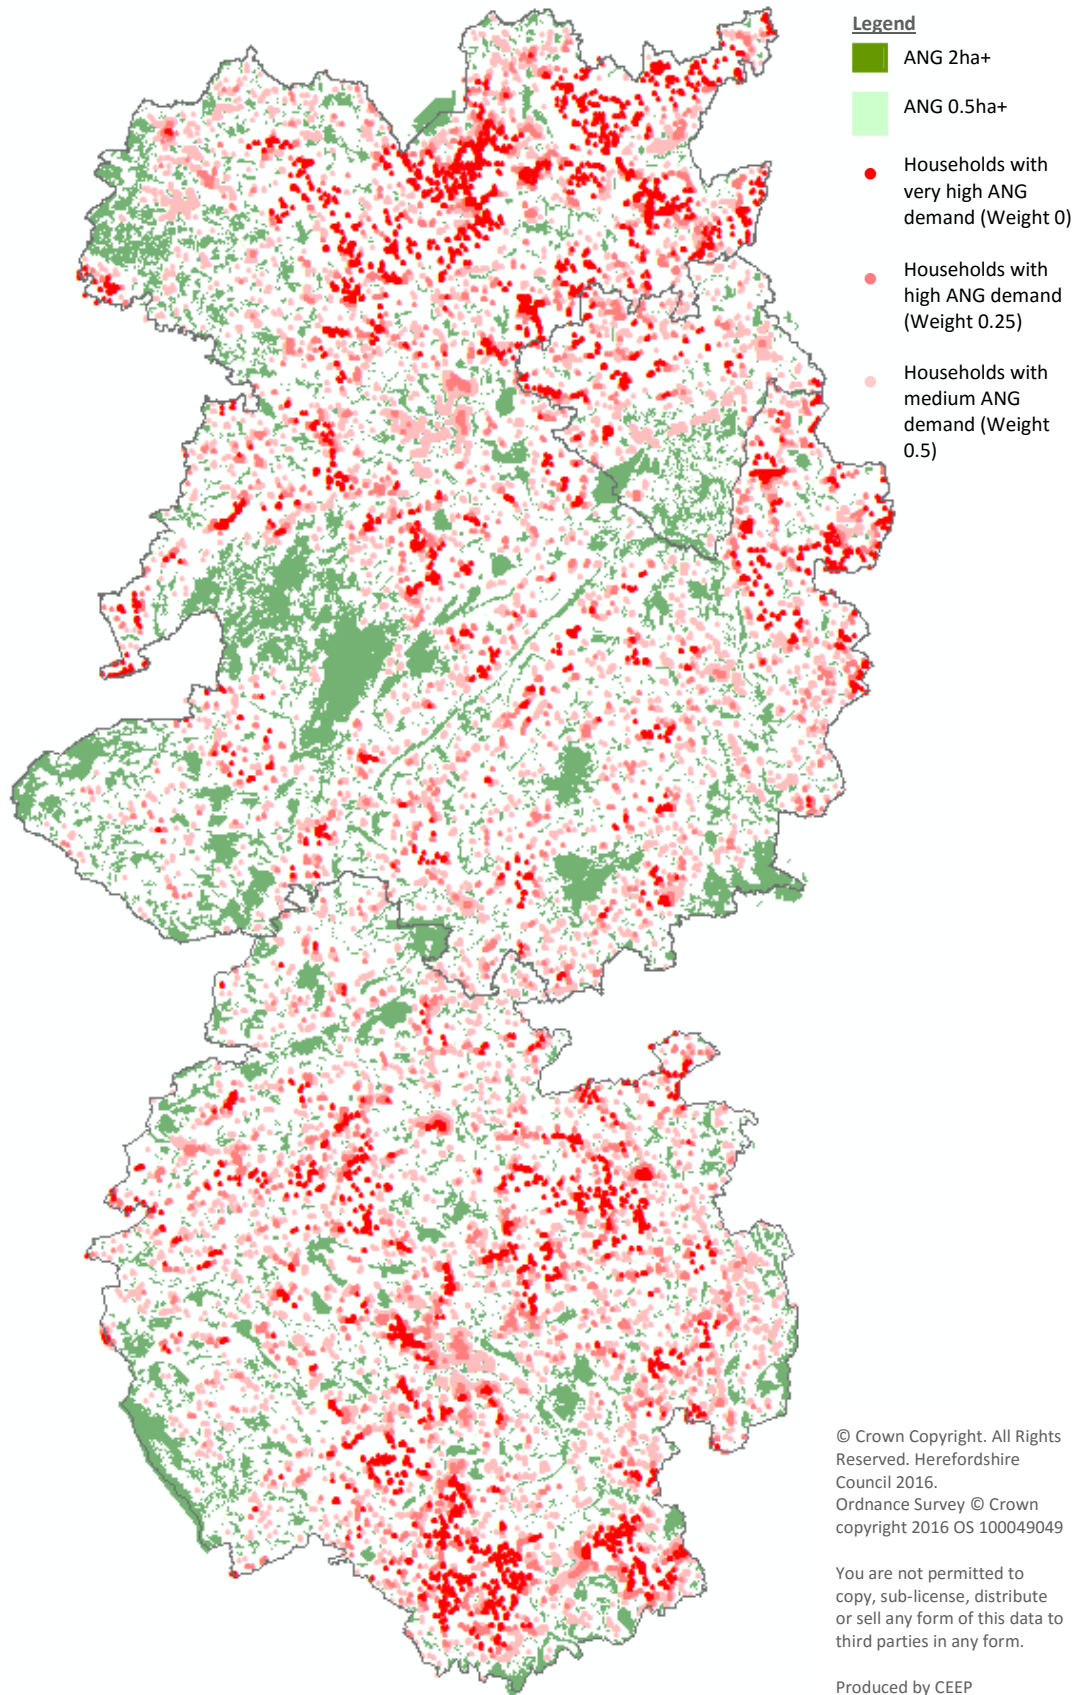 Legend
ANG 2ha+
ANG 0.5ha+
Households with
very high ANG
demand (Weight 0)
Households with
high ANG demand
(Weight 0.25)
Households with
medium ANG
demand (Weight
0.5)
© Crown Copyright. All Rights
Reserved. Herefordshire
Council 2016.
Ordnance Survey © Crown
copyright 2016 OS 100049049
You are not permitted to
copy, sub-license, distribute
or sell any form of this data to
third parties in any form.
Produced by CEEP